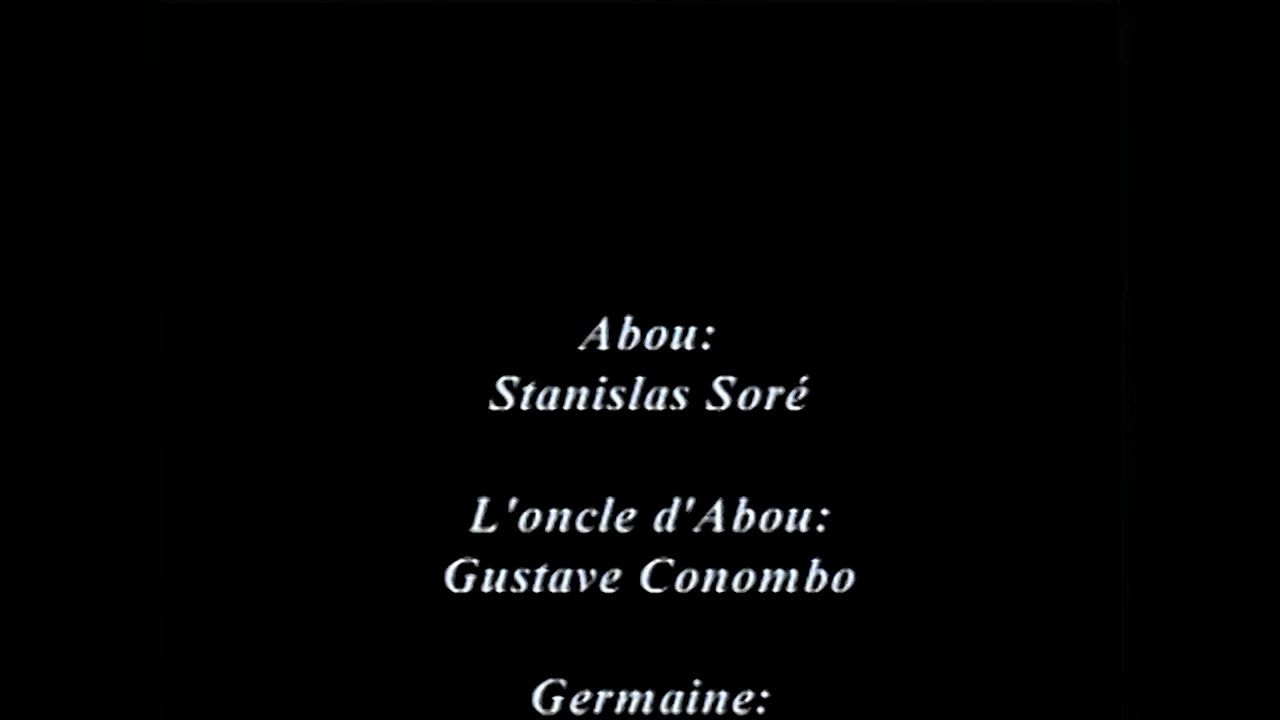 Abou:
Stanislas Soré
L'oncle d'Abou:
Gustave Conombo
Germaine: